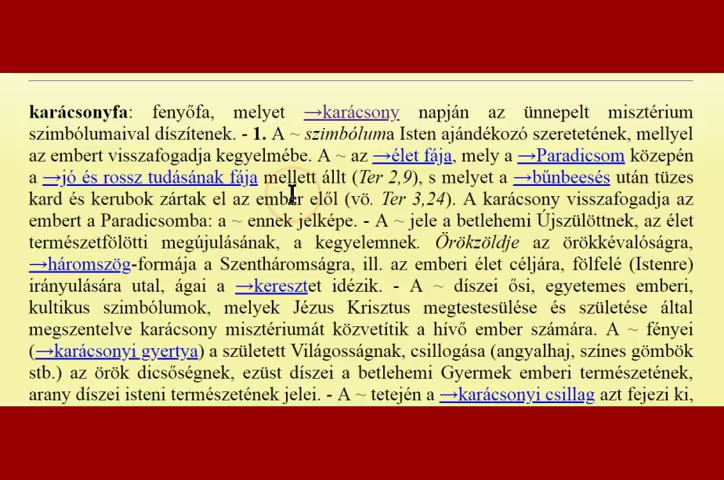 karácsonyfa: fenyőfa, melyet →karácsony napján az ünnepelt misztérium
szimbólumaival díszítenek. - 1. A ~ szimbóluma Isten ajándékozó szeretetének, mellyel
az embert visszafogadja kegyelmébe. A ~ az →élet fája, mely a →Paradicsom közepén
a →jó és rossz tudásának fája mellett állt (Ter 2,9), s melyet a →bűnbeesés után tüzes
kard és kerubok zártak el az ember elől (vö. Ter 3,24). A karácsony visszafogadja az
embert a Paradicsomba: a ~ ennek jelképe. - A ~ jele a betlehemi Újszülöttnek, az élet
természetfölötti megújulásának, a kegyelemnek. Örökzöldje az örökkévalóságra,
→háromszög-formája a Szentháromságra, ill. az emberi élet céljára, fölfelé (Istenre)
irányulására utal, ágai a →keresztet idézik. - A ~ díszei ősi, egyetemes emberi,
kultikus szimbólumok, melyek Jézus Krisztus megtestesülése és születése által
megszentelve karácsony misztériumát közvetítik a hívő ember számára. A ~ fényei
(→karácsonyi gyertya) a született Világosságnak, csillogása (angyalhaj, színes gömbök
stb.) az örök dicsőségnek, ezüst díszei a betlehemi Gyermek emberi természetének,
arany díszei isteni természetének jelei. - A ~ tetején a →karácsonyi csillag azt fejezi ki,